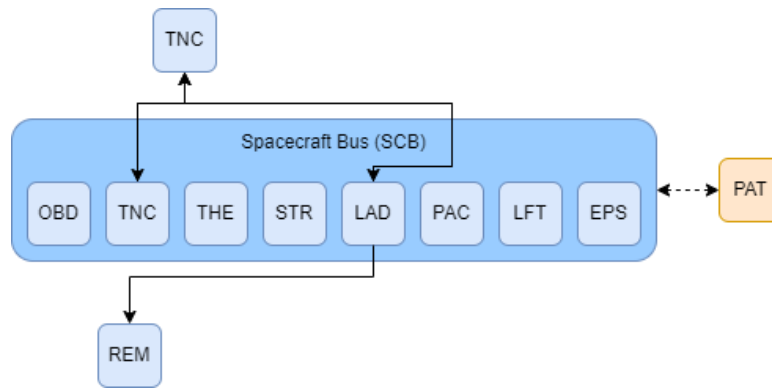 TNC
Spacecraft Bus (SCB)
OBD
TNC
THE
STR
LAD
PAC
LFT
EPS
PAT
REM